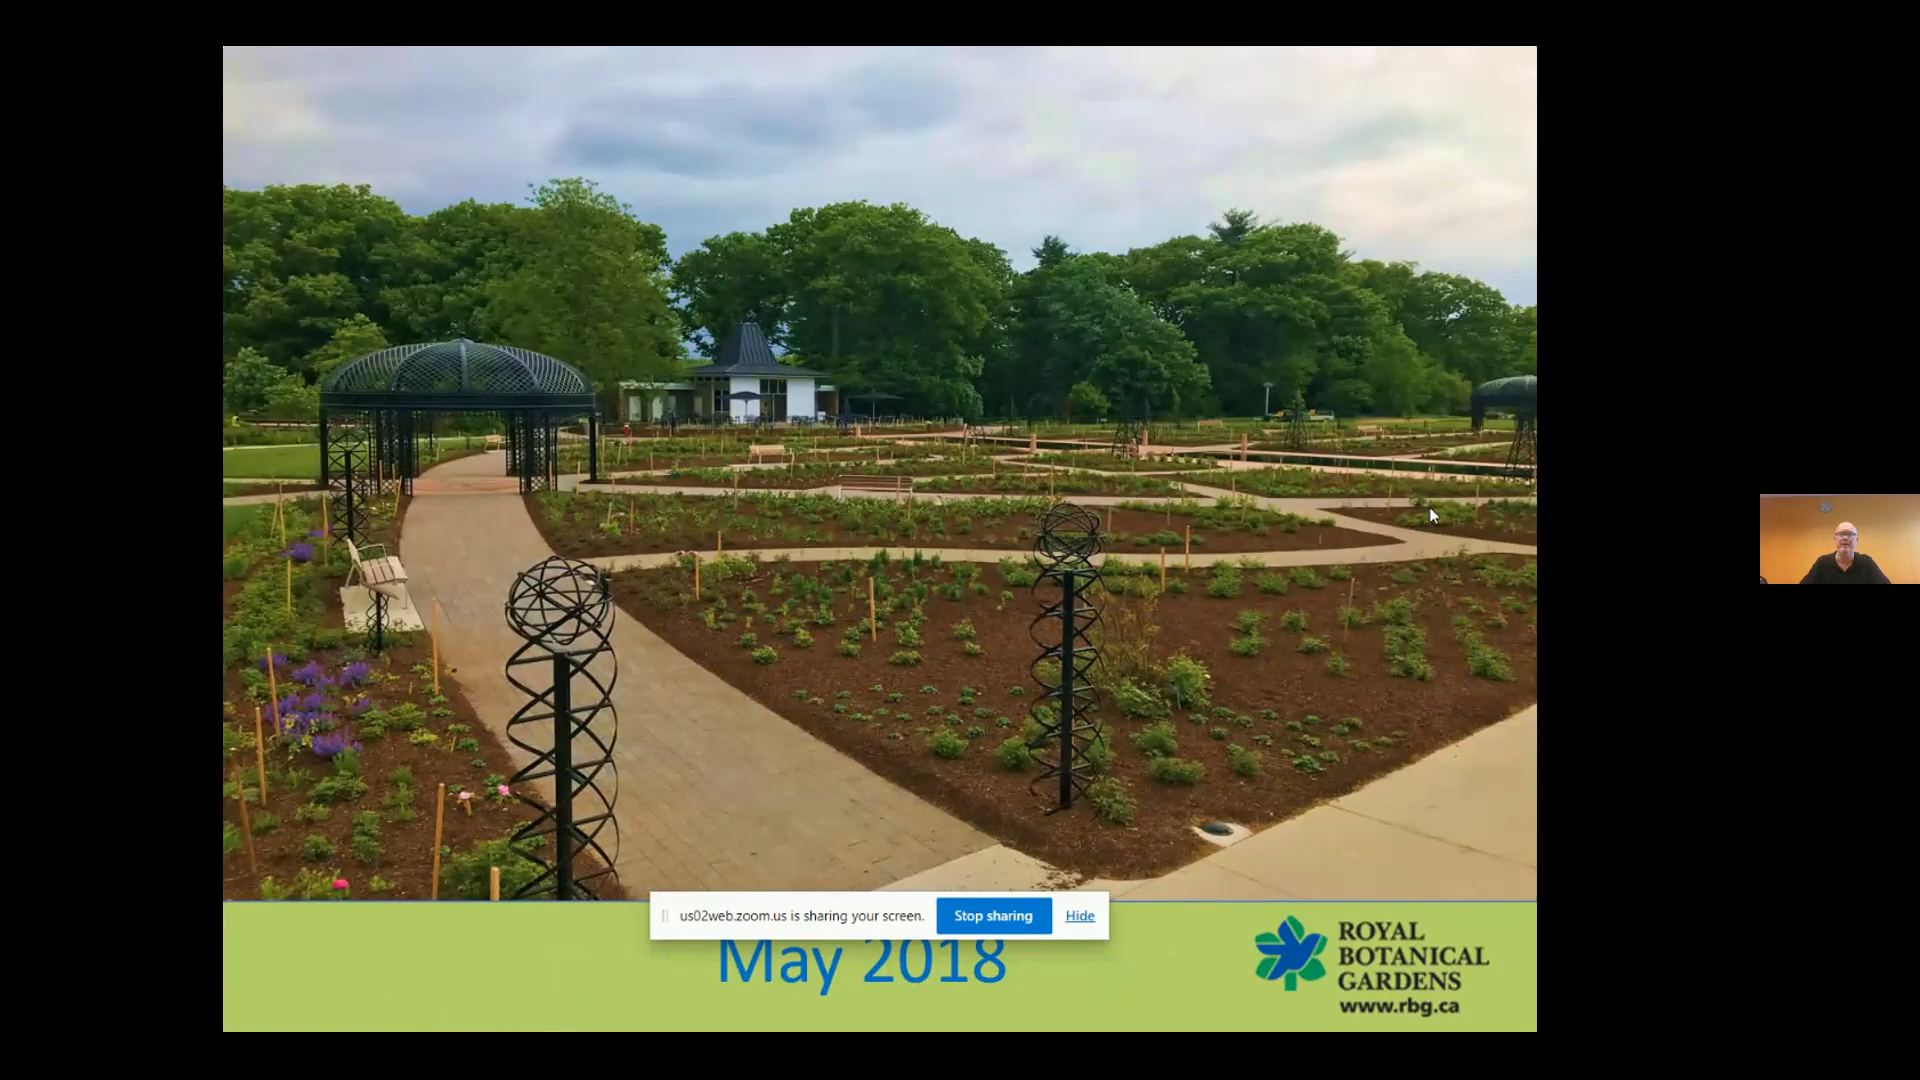 us02web.zoom.us is sharing your screen. Stop sharing Hide
May 2018
ROYAL
BOTANICAL
GARDENS
www.rbg.ca